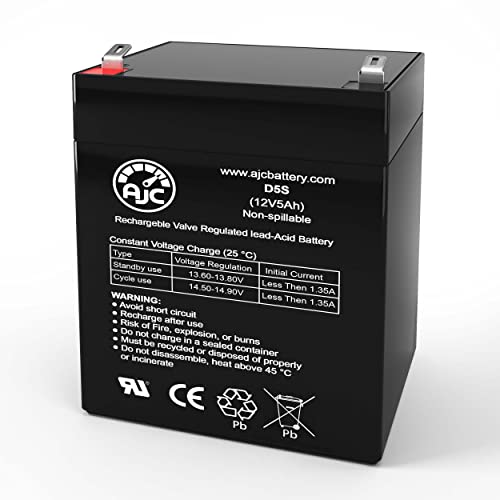 AJC
www.ajcbattery.com
D5S
(12V5Ah)
Non-spillable
Rechargeable Valve Regulated lead-Acid Battery
Constant Voltage Charge (25 °C)
Type Voltage Regulation Initial Current
Standby use 13.60-13.80V Less Then 1.35A
Cycle use 14.50-14.90V Less Then 1.35A
WARNING:
• Avoid short circuit
• Recharge after use
• Risk of Fire, explosion, or burns
• Do not charge in a sealed container
• Must be recycled or disposed of properly
• Do not disassemble, heat above 45 °C
or incinerate
RU CE Pb Pb